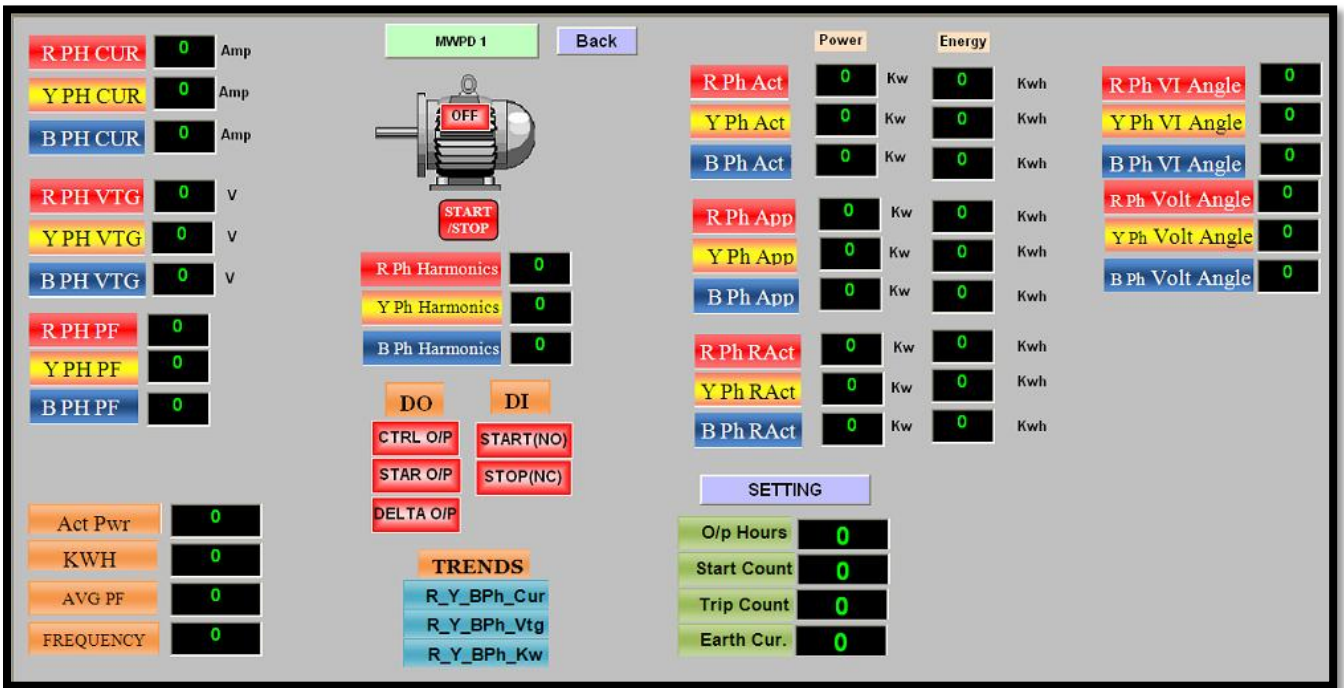 R PH CUR 0 Amp
Y PH CUR 0 Amp
B PH CUR 0 Amp
R PH VTG 0 V
Y PH VTG 0 V
B PH VTG 0 V
R PH PF 0
Y PH PF 0
B PH PF 0
Act Pwr 0
KWH 0
AVG PF 0
FREQUENCY 0
MWPD 1 Back
OFF
START
/STOP
R Ph Harmonics 0
Y Ph Harmonics 0
B Ph Harmonics 0
DO DI
CTRL O/P START(NO)
STAR O/P STOP(NC)
DELTA O/P
TRENDS
R_Y_BPh_Cur
R_Y_BPh_Vtg
R_Y_BPh_Kw
Power Energy
R Ph Act 0 Kw 0 Kwh
Y Ph Act 0 Kw 0 Kwh
B Ph Act 0 Kw 0 Kwh
R Ph App 0 Kw 0 Kwh
Y Ph App 0 Kw 0 Kwh
B Ph App 0 Kw 0 Kwh
R Ph RAct 0 Kw 0 Kwh
Y Ph RAct 0 Kw 0 Kwh
B Ph RAct 0 Kw 0 Kwh
SETTING
O/p Hours 0
Start Count 0
Trip Count 0
Earth Cur. 0
R Ph VI Angle 0
Y Ph VI Angle 0
B Ph VI Angle 0
R Ph Volt Angle 0
Y Ph Volt Angle 0
B Ph Volt Angle 0